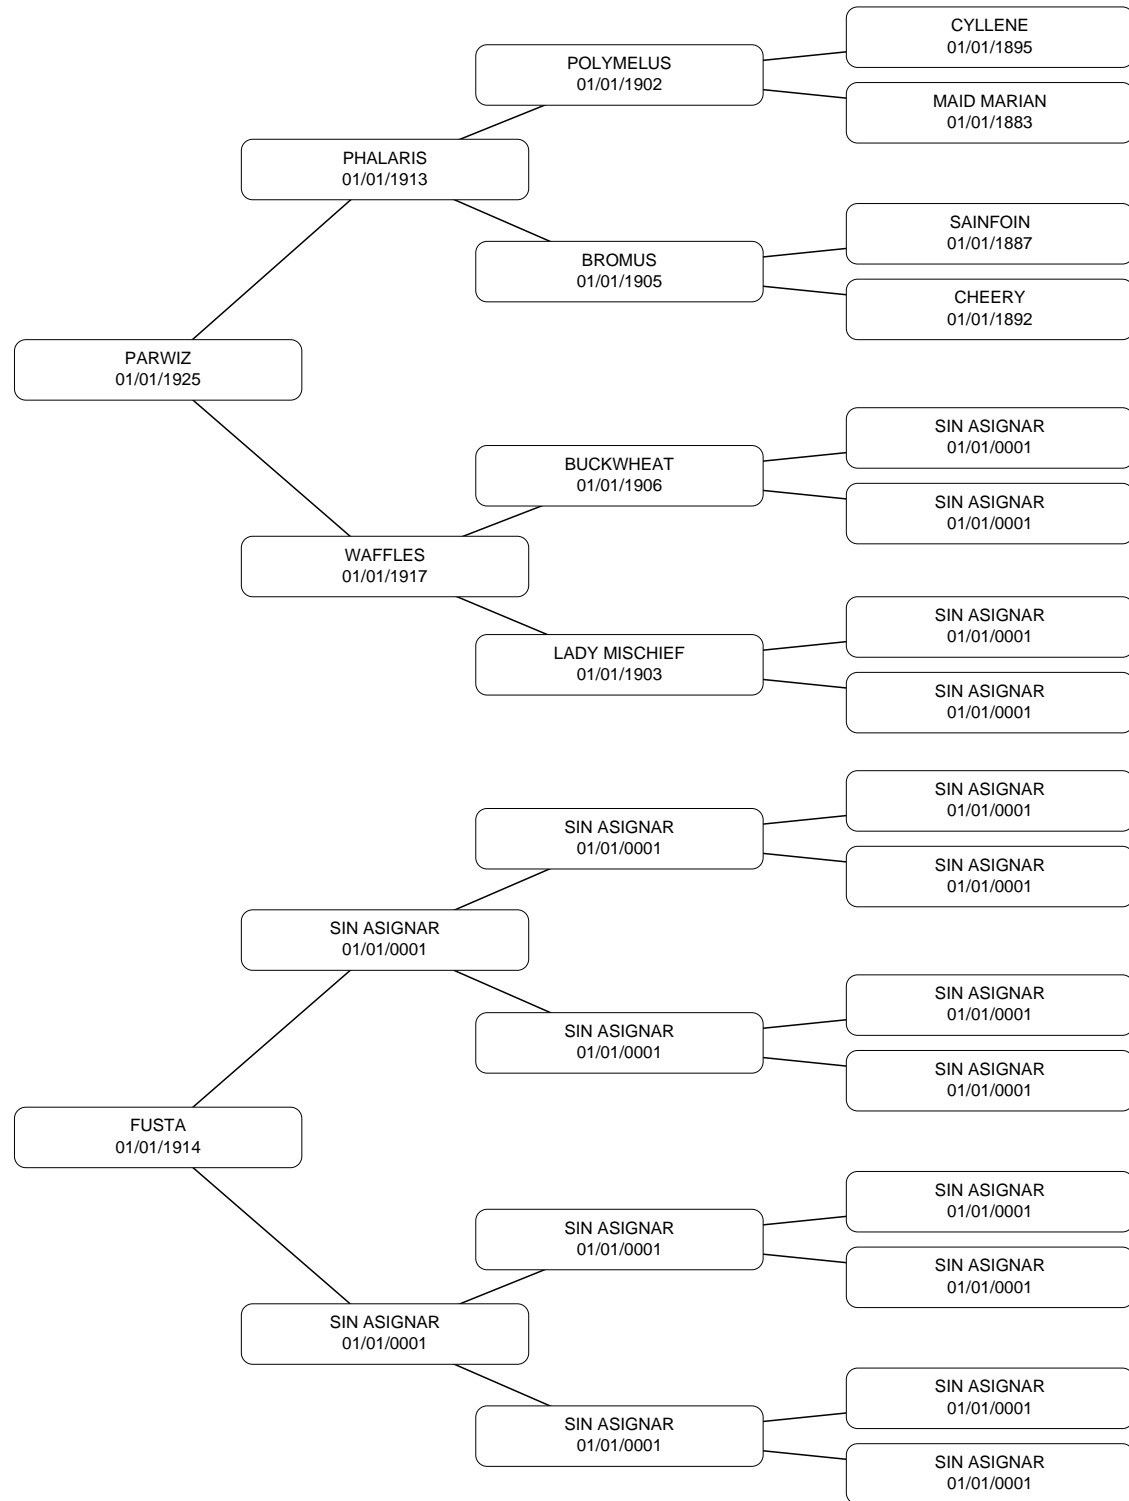 CYLLENE
01/01/1895
POLYMELUS
01/01/1902
MAID MARIAN
01/01/1883
PHALARIS
01/01/1913
SAINFOIN
01/01/1887
BROMUS
01/01/1905
CHEERY
01/01/1892
PARWIZ
01/01/1925
SIN ASIGNAR
01/01/0001
BUCKWHEAT
01/01/1906
SIN ASIGNAR
01/01/0001
WAFFLES
01/01/1917
SIN ASIGNAR
01/01/0001
LADY MISCHIEF
01/01/1903
SIN ASIGNAR
01/01/0001
SIN ASIGNAR
01/01/0001
SIN ASIGNAR
01/01/0001
SIN ASIGNAR
01/01/0001
SIN ASIGNAR
01/01/0001
SIN ASIGNAR
01/01/0001
SIN ASIGNAR
01/01/0001
SIN ASIGNAR
01/01/0001
FUSTA
01/01/1914
SIN ASIGNAR
01/01/0001
SIN ASIGNAR
01/01/0001
SIN ASIGNAR
01/01/0001
SIN ASIGNAR
01/01/0001
SIN ASIGNAR
01/01/0001
SIN ASIGNAR
01/01/0001
SIN ASIGNAR
01/01/0001